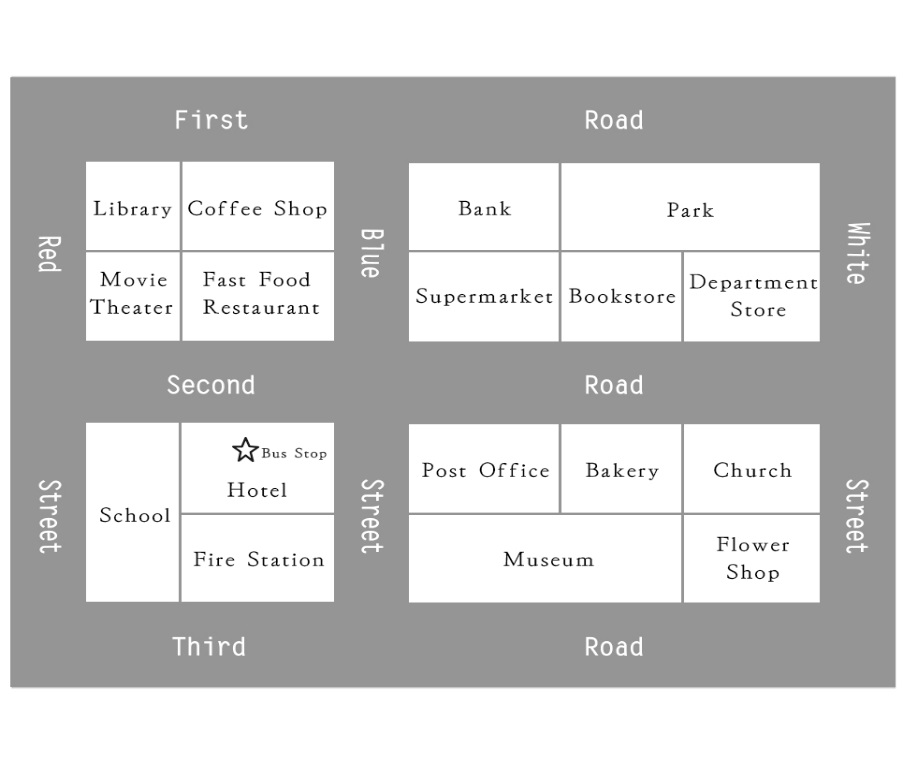 First Road
Library Coffee Shop Bank Park
Red Blue White
Movie Theater
Fast Food Restaurant
Supermarket Bookstore
Department Store
Second Road
Bus Stop
Hotel
Post Office Bakery Church
School
Street Street Street
Fire Station Museum
Flower Shop
Third Road